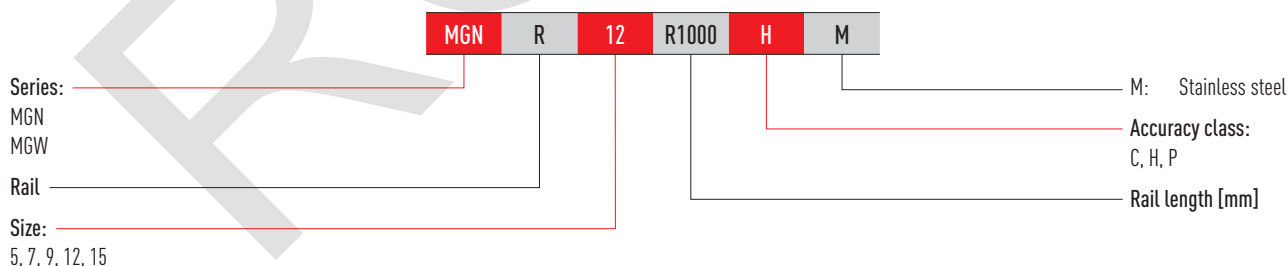 MGN R 12 R1000 H M
Series:
MGN
MGW
Rail
Size:
5, 7, 9, 12, 15
M: Stainless steel
Accuracy class:
C, H, P
Rail length [mm]